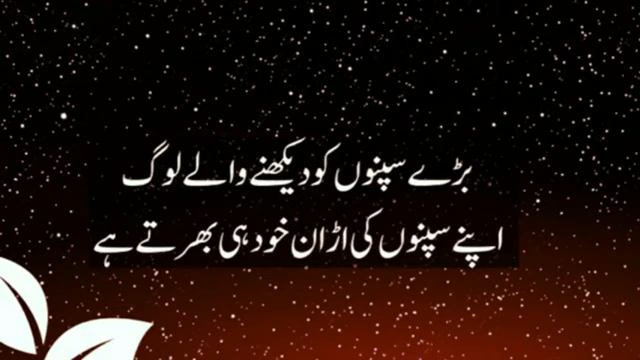 بڑے سپنوں کو دیکھنے والے لوگ
اپنے سپنوں کی اڑان خود ہی بھرتے ہے